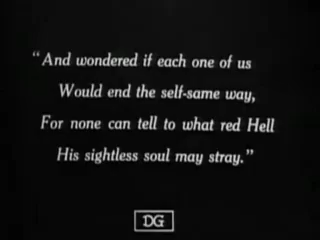 “And wondered if each one of us
Would end the self-same way,
For none can tell to what red Hell
His sightless soul may stray.”
DG